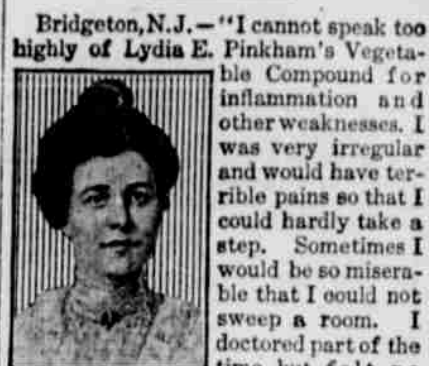 Bridgeton, N.J.—"I cannot speak too
highly of Lydia E. Pinkham's Vegeta-
ble Compound for
inflammation and
other weaknesses. I
was very irregular
and would have ter-
rible pains so that I
could hardly take a
step. Sometimes I
would be so misera-
ble that I could not
sweep a room. I
doctored part of the